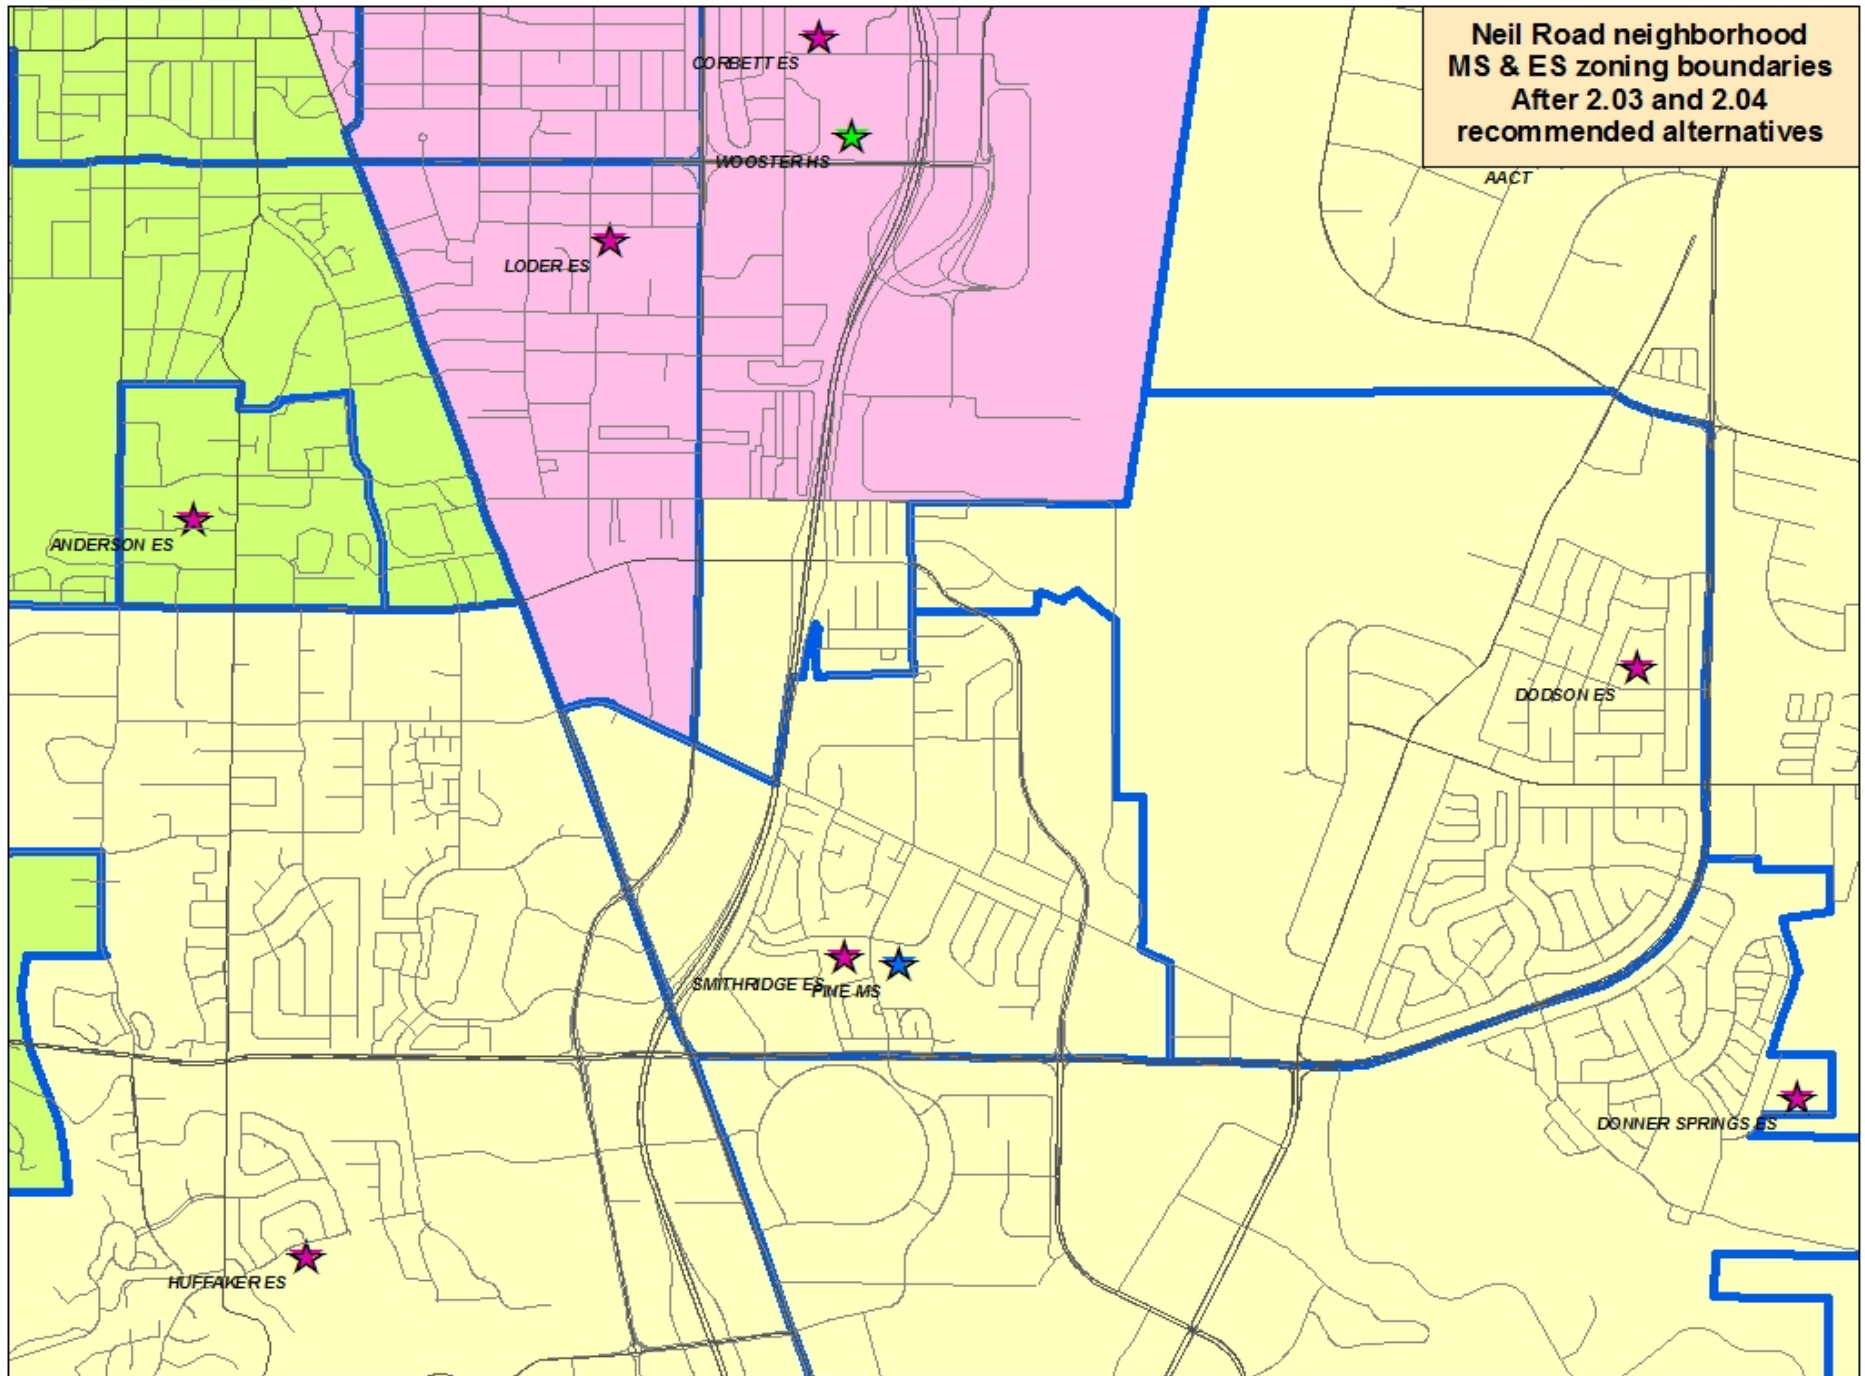 Neil Road neighborhood
MS & ES zoning boundaries
After 2.03 and 2.04
recommended alternatives
CORBETT ES
WOOSTER HS
AACT
LODER ES
ANDERSON ES
DODSON ES
SMITHRIDGE ES
PINE MS
DONNER SPRINGS ES
HUFFAKER ES